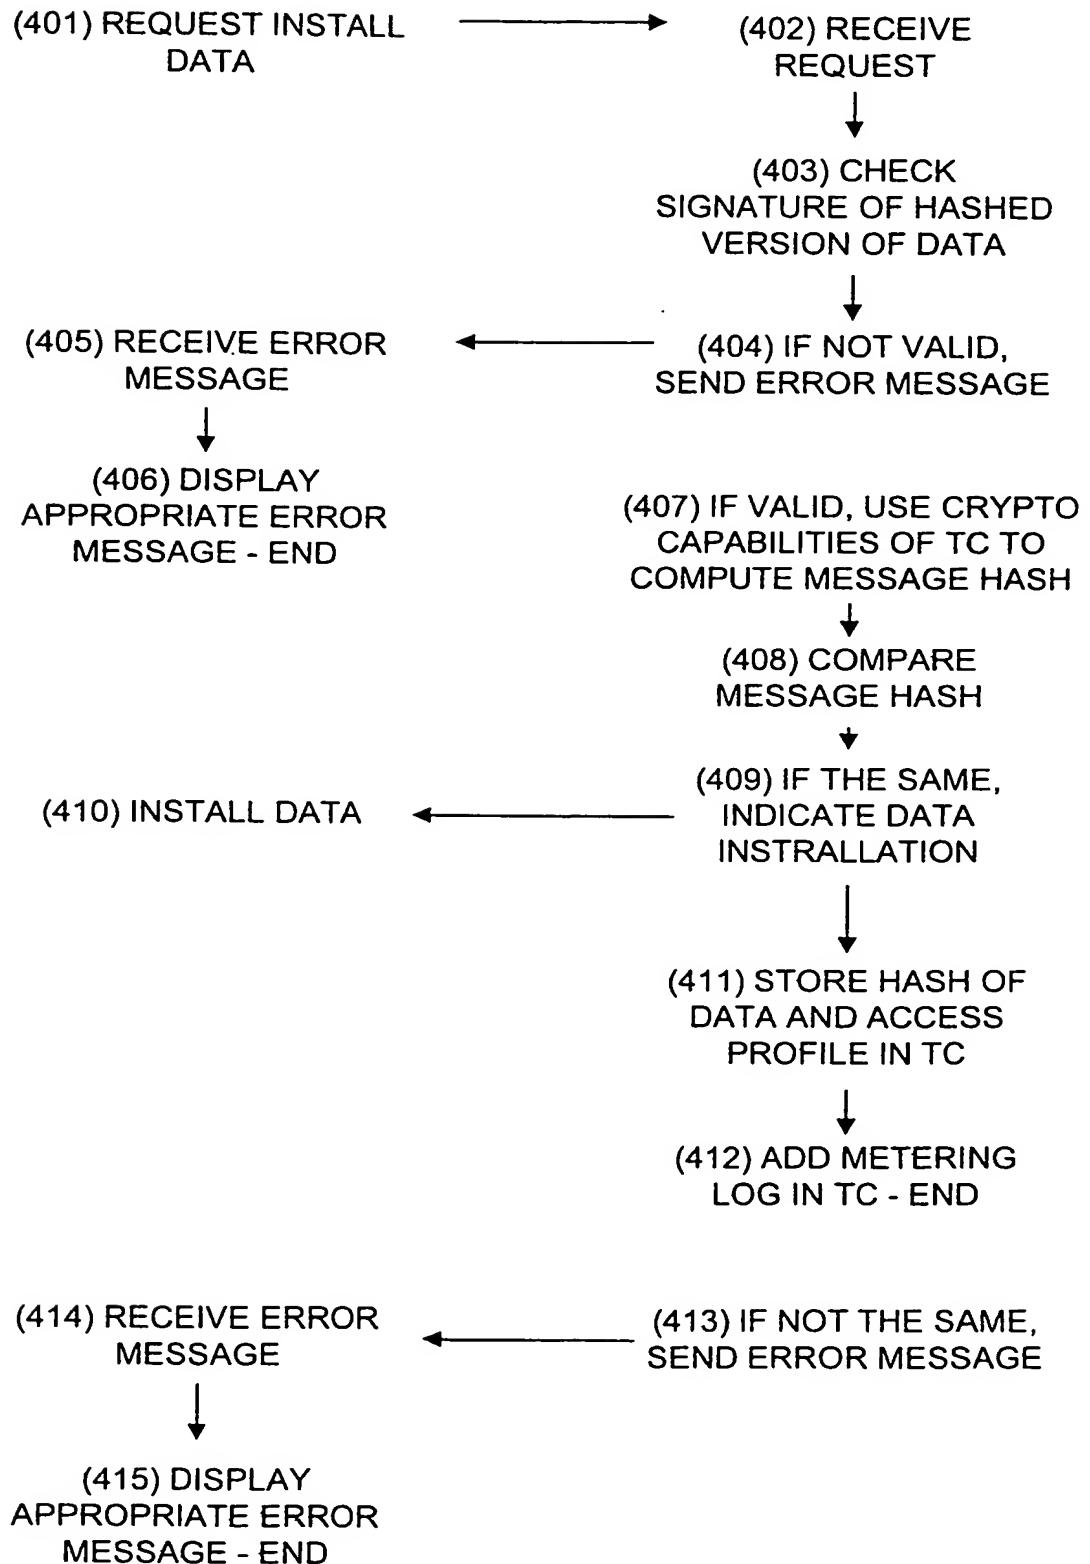 (401) REQUEST INSTALL
DATA
(402) RECEIVE
REQUEST
(403) CHECK
SIGNATURE OF HASHED
VERSION OF DATA
(404) IF NOT VALID,
SEND ERROR MESSAGE
(405) RECEIVE ERROR
MESSAGE
(406) DISPLAY
APPROPRIATE ERROR
MESSAGE - END
(407) IF VALID, USE CRYPTO
CAPABILITIES OF TC TO
COMPUTE MESSAGE HASH
(408) COMPARE
MESSAGE HASH
(409) IF THE SAME,
INDICATE DATA
INSTRALLATION
(410) INSTALL DATA
(411) STORE HASH OF
DATA AND ACCESS
PROFILE IN TC
(412) ADD METERING
LOG IN TC - END
(413) IF NOT THE SAME,
SEND ERROR MESSAGE
(414) RECEIVE ERROR
MESSAGE
(415) DISPLAY
APPROPRIATE ERROR
MESSAGE - END